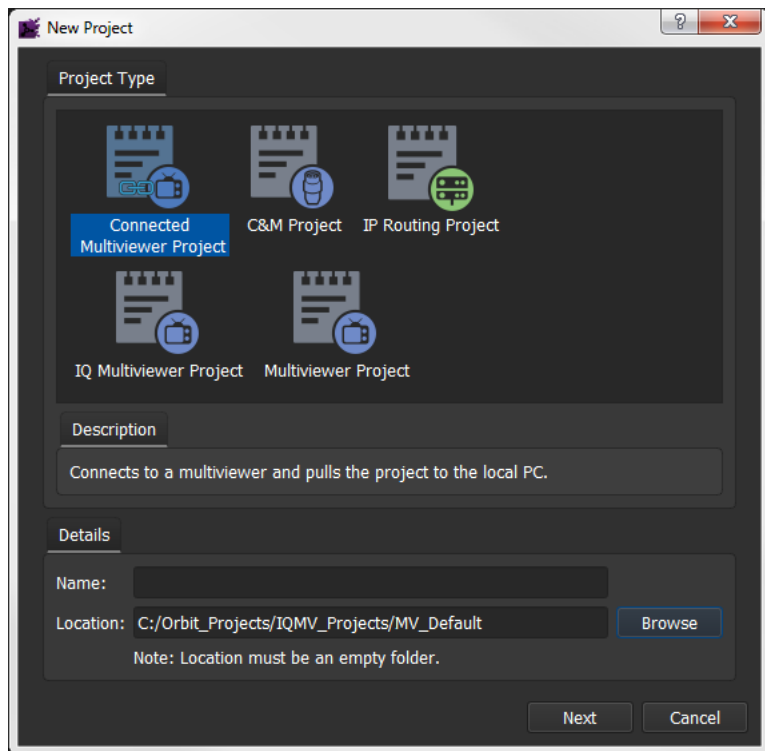 New Project
Project Type
Connected
Multiviewer Project
C&M Project
IP Routing Project
IQ Multiviewer Project
Multiviewer Project
Description
Connects to a multiviewer and pulls the project to the local PC.
Details
Name:
Location: C:/Orbit_Projects/IQMV_Projects/MV_Default Browse
Note: Location must be an empty folder.
Next Cancel